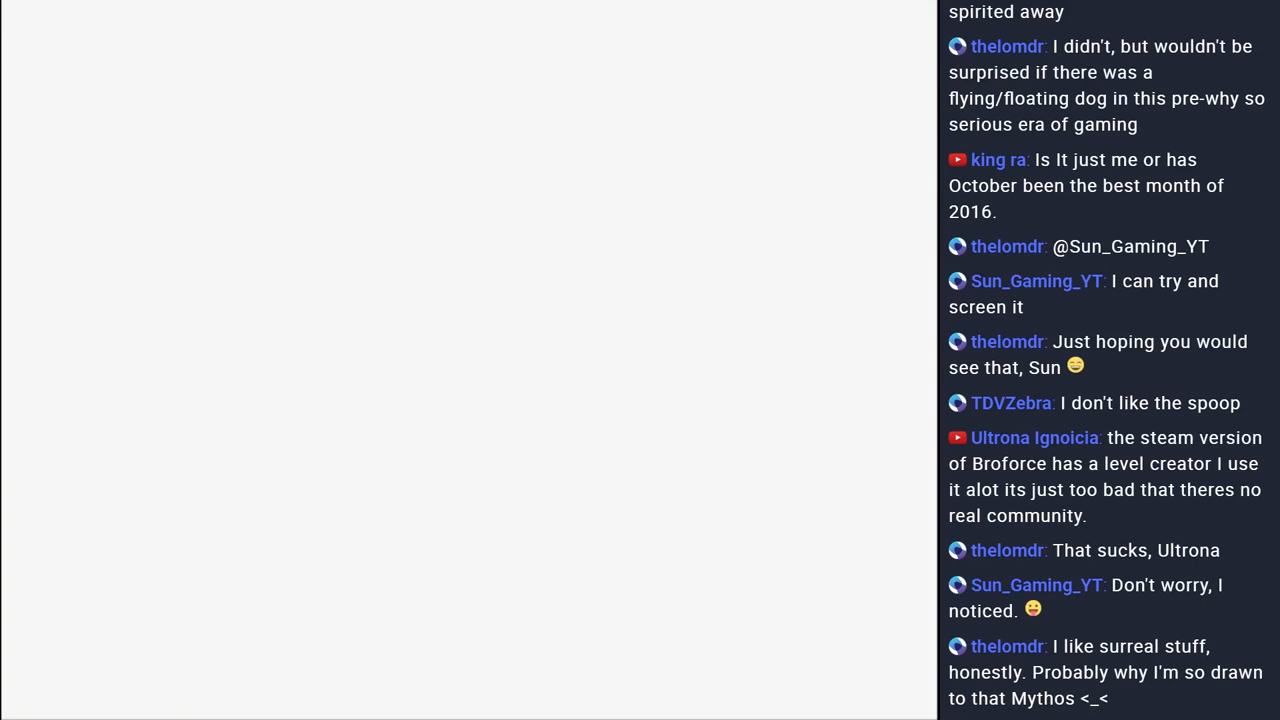 spirited away
thelomdr: I didn't, but wouldn't be
surprised if there was a
flying/floating dog in this pre-why so
serious era of gaming
king ra: Is It just me or has
October been the best month of
2016.
thelomdr: @Sun_Gaming_YT
Sun_Gaming_YT: I can try and
screen it
thelomdr: Just hoping you would
see that, Sun 😄
TDVZebra: I don't like the spoop
Ultrona Ignoicia: the steam version
of Broforce has a level creator I use
it alot its just too bad that theres no
real community.
thelomdr: That sucks, Ultrona
Sun_Gaming_YT: Don't worry, I
noticed. 😛
thelomdr: I like surreal stuff,
honestly. Probably why I'm so drawn
to that Mythos <_<